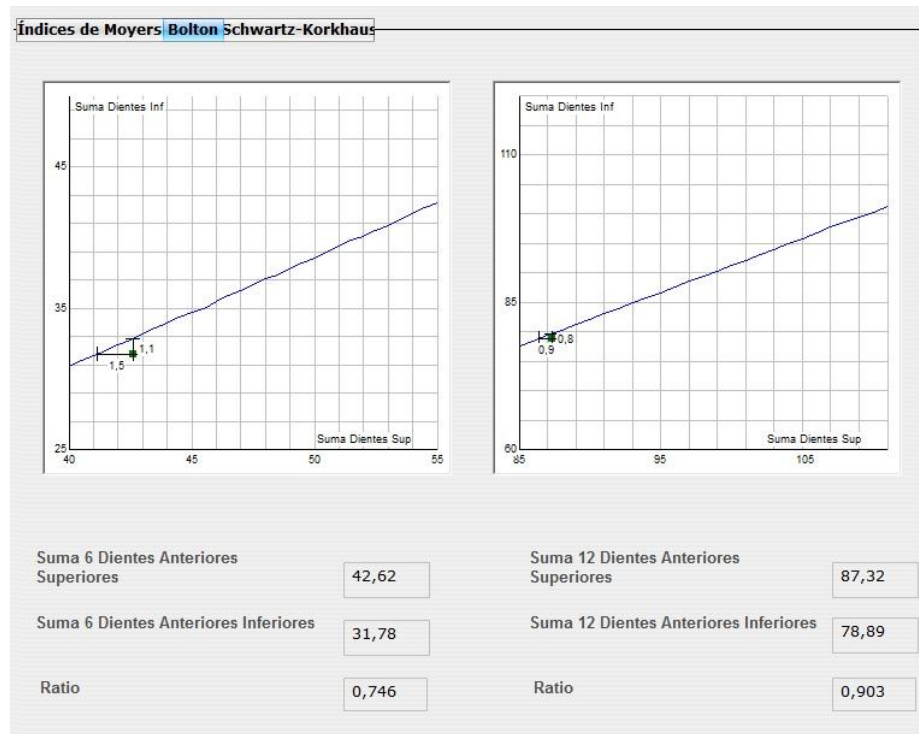 Índices de Moyers Bolton Schwartz-Korkhaus
Suma Dientes Inf
45
35
25
1,1
1,5
Suma Dientes Sup
40 45 50 55
Suma Dientes Inf
110
85
60
0,8
0,9
Suma Dientes Sup
85 95 105
Suma 6 Dientes Anteriores
Superiores
42,62
Suma 6 Dientes Anteriores Inferiores
31,78
Ratio
0,746
Suma 12 Dientes Anteriores
Superiores
87,32
Suma 12 Dientes Anteriores Inferiores
78,89
Ratio
0,903